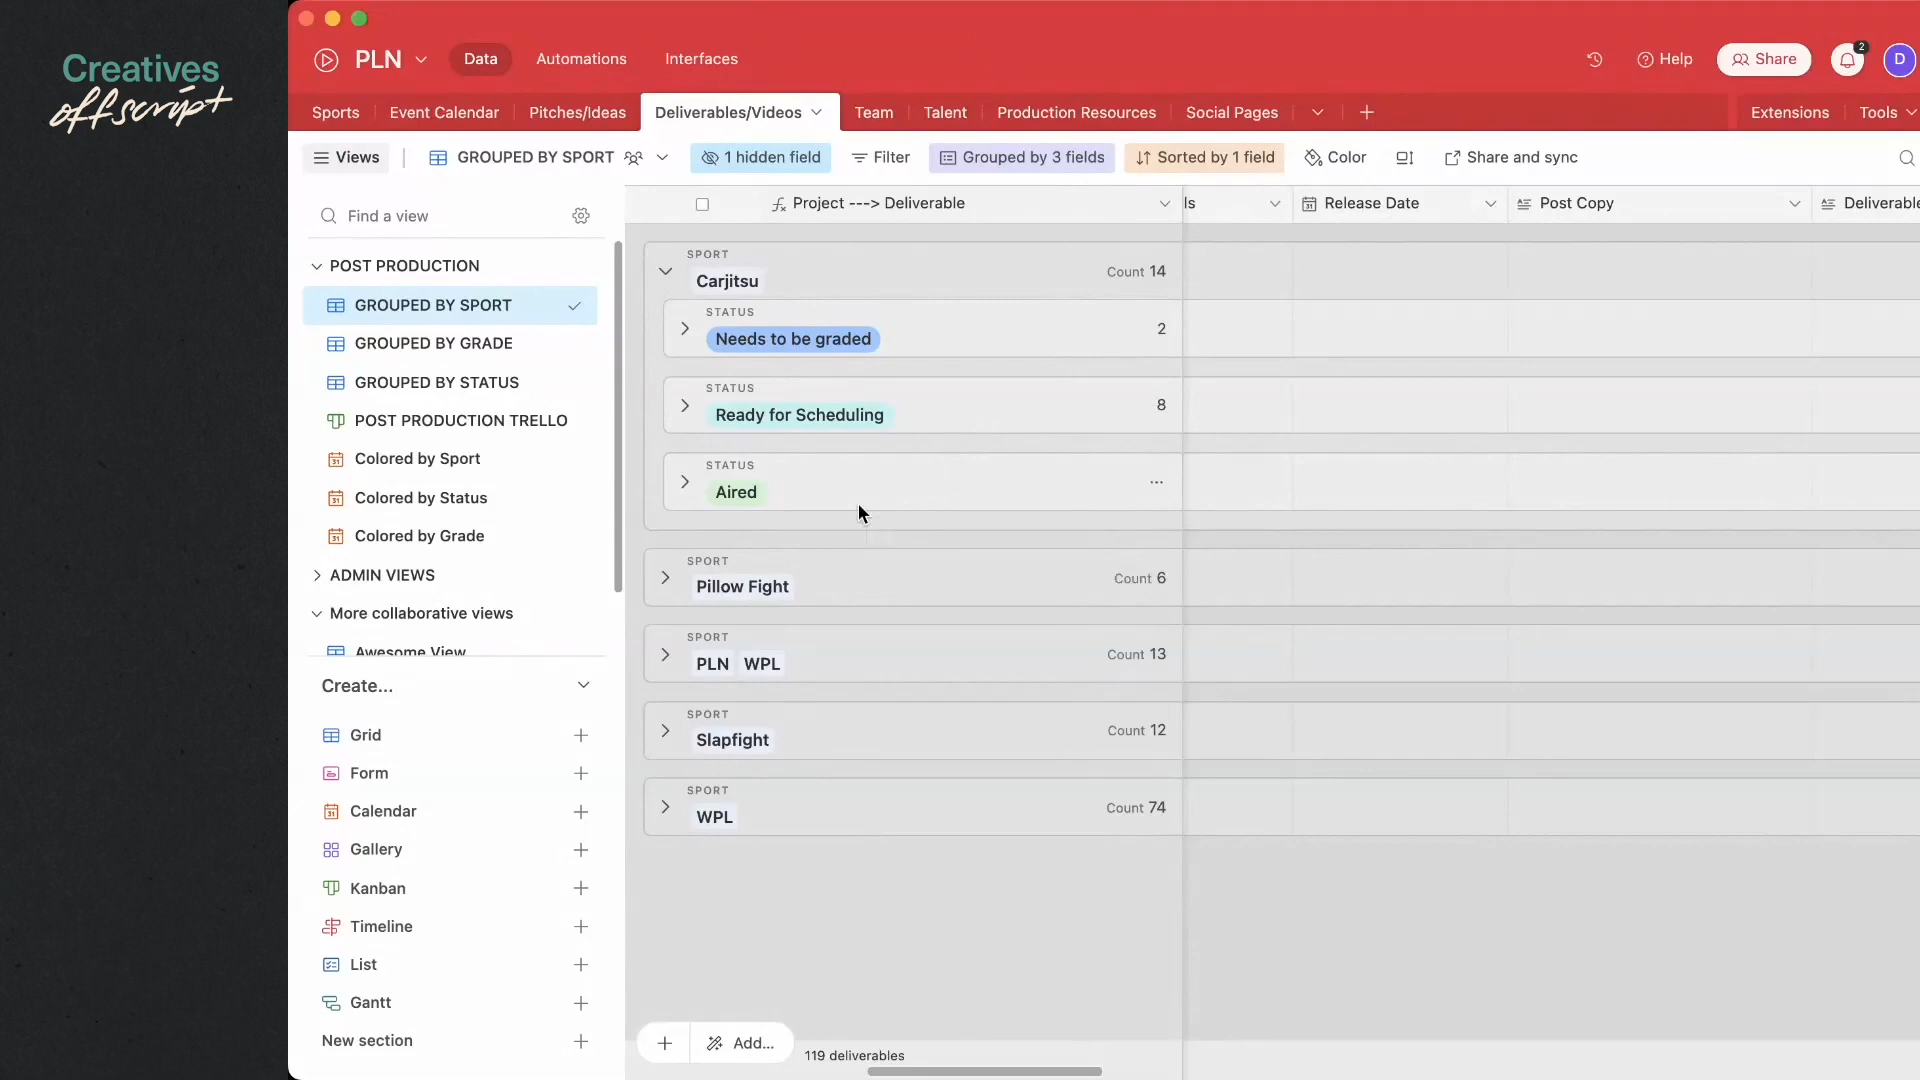 Creatives
offscript
PLN
Data
Automations
Interfaces
Help
Share
2
D
Sports
Event Calendar
Pitches/Ideas
Deliverables/Videos
Team
Talent
Production Resources
Social Pages
Extensions
Tools
Views
GROUPED BY SPORT
1 hidden field
Filter
Grouped by 3 fields
Sorted by 1 field
Color
Share and sync
Find a view
POST PRODUCTION
GROUPED BY SPORT
GROUPED BY GRADE
GROUPED BY STATUS
POST PRODUCTION TRELLO
Colored by Sport
Colored by Status
Colored by Grade
ADMIN VIEWS
More collaborative views
Awesome View
Create...
Grid
Form
Calendar
Gallery
Kanban
Timeline
List
Gantt
New section
Project ---> Deliverable
ls
Release Date
Post Copy
Deliverable
SPORT
Carjitsu
Count 14
STATUS
Needs to be graded
2
STATUS
Ready for Scheduling
8
STATUS
Aired
...
SPORT
Pillow Fight
Count 6
SPORT
PLN WPL
Count 13
SPORT
Slapfight
Count 12
SPORT
WPL
Count 74
Add...
119 deliverables